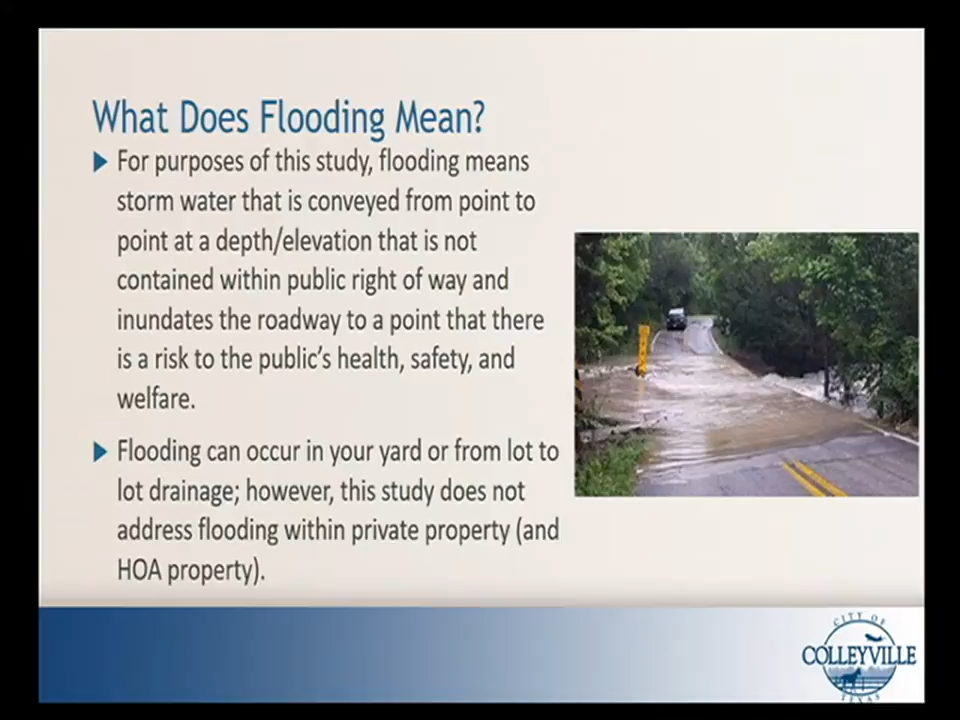 What Does Flooding Mean?
For purposes of this study, flooding means
storm water that is conveyed from point to
point at a depth/elevation that is not
contained within public right of way and
inundates the roadway to a point that there
is a risk to the public's health, safety, and
welfare.
Flooding can occur in your yard or from lot to
lot drainage; however, this study does not
address flooding within private property (and
HOA property).
CITY OF
COLLEYVILLE
TEXAS